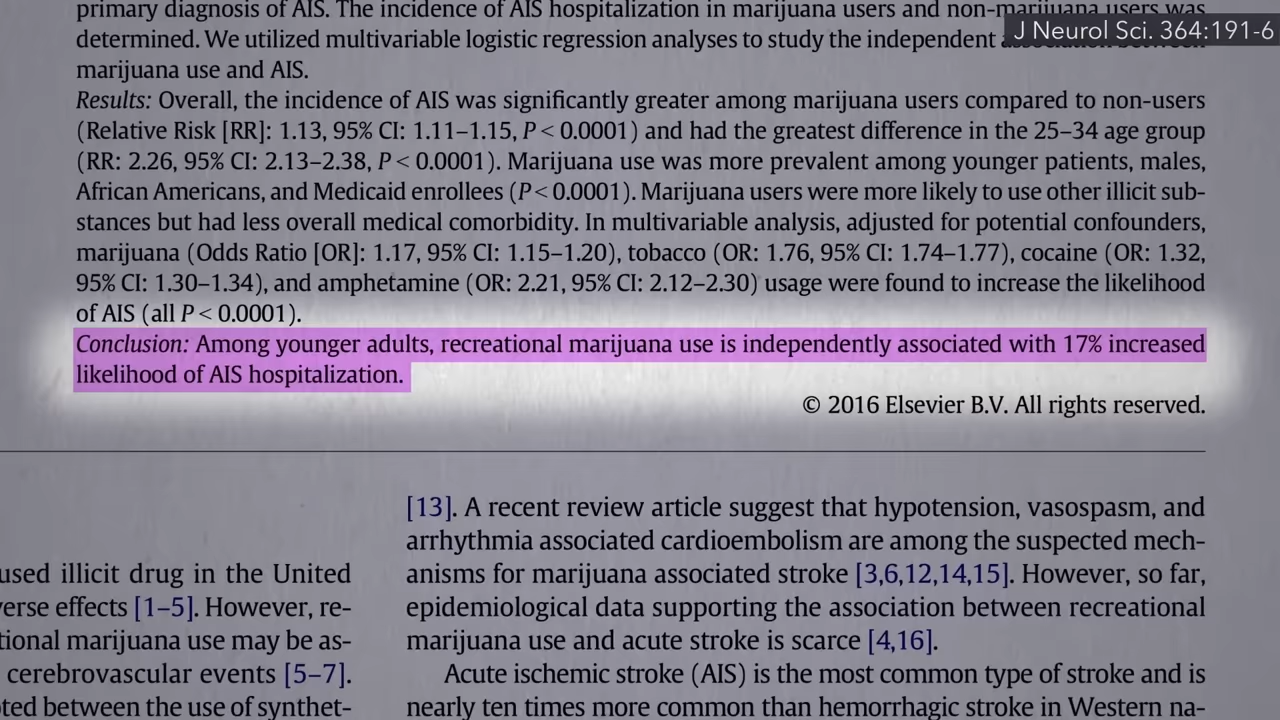 primary diagnosis of AIS. The incidence of AIS hospitalization in marijuana users and non-marijuana users was
J Neurol Sci. 364:191-6
determined. We utilized multivariable logistic regression analyses to study the independent association between
marijuana use and AIS.
Results: Overall, the incidence of AIS was significantly greater among marijuana users compared to non-users
(Relative Risk [RR]: 1.13, 95% CI: 1.11–1.15, P < 0.0001) and had the greatest difference in the 25–34 age group
(RR: 2.26, 95% CI: 2.13–2.38, P < 0.0001). Marijuana use was more prevalent among younger patients, males,
African Americans, and Medicaid enrollees (P < 0.0001). Marijuana users were more likely to use other illicit sub-
stances but had less overall medical comorbidity. In multivariable analysis, adjusted for potential confounders,
marijuana (Odds Ratio [OR]: 1.17, 95% CI: 1.15–1.20), tobacco (OR: 1.76, 95% CI: 1.74–1.77), cocaine (OR: 1.32,
95% CI: 1.30–1.34), and amphetamine (OR: 2.21, 95% CI: 2.12–2.30) usage were found to increase the likelihood
of AIS (all P < 0.0001).
Conclusion: Among younger adults, recreational marijuana use is independently associated with 17% increased
likelihood of AIS hospitalization.
© 2016 Elsevier B.V. All rights reserved.
used illicit drug in the United
verse effects [1–5]. However, re-
tional marijuana use may be as-
cerebrovascular events [5–7].
oted between the use of synthet-
[13]. A recent review article suggest that hypotension, vasospasm, and
arrhythmia associated cardioembolism are among the suspected mech-
anisms for marijuana associated stroke [3,6,12,14,15]. However, so far,
epidemiological data supporting the association between recreational
marijuana use and acute stroke is scarce [4,16].
Acute ischemic stroke (AIS) is the most common type of stroke and is
nearly ten times more common than hemorrhagic stroke in Western na-